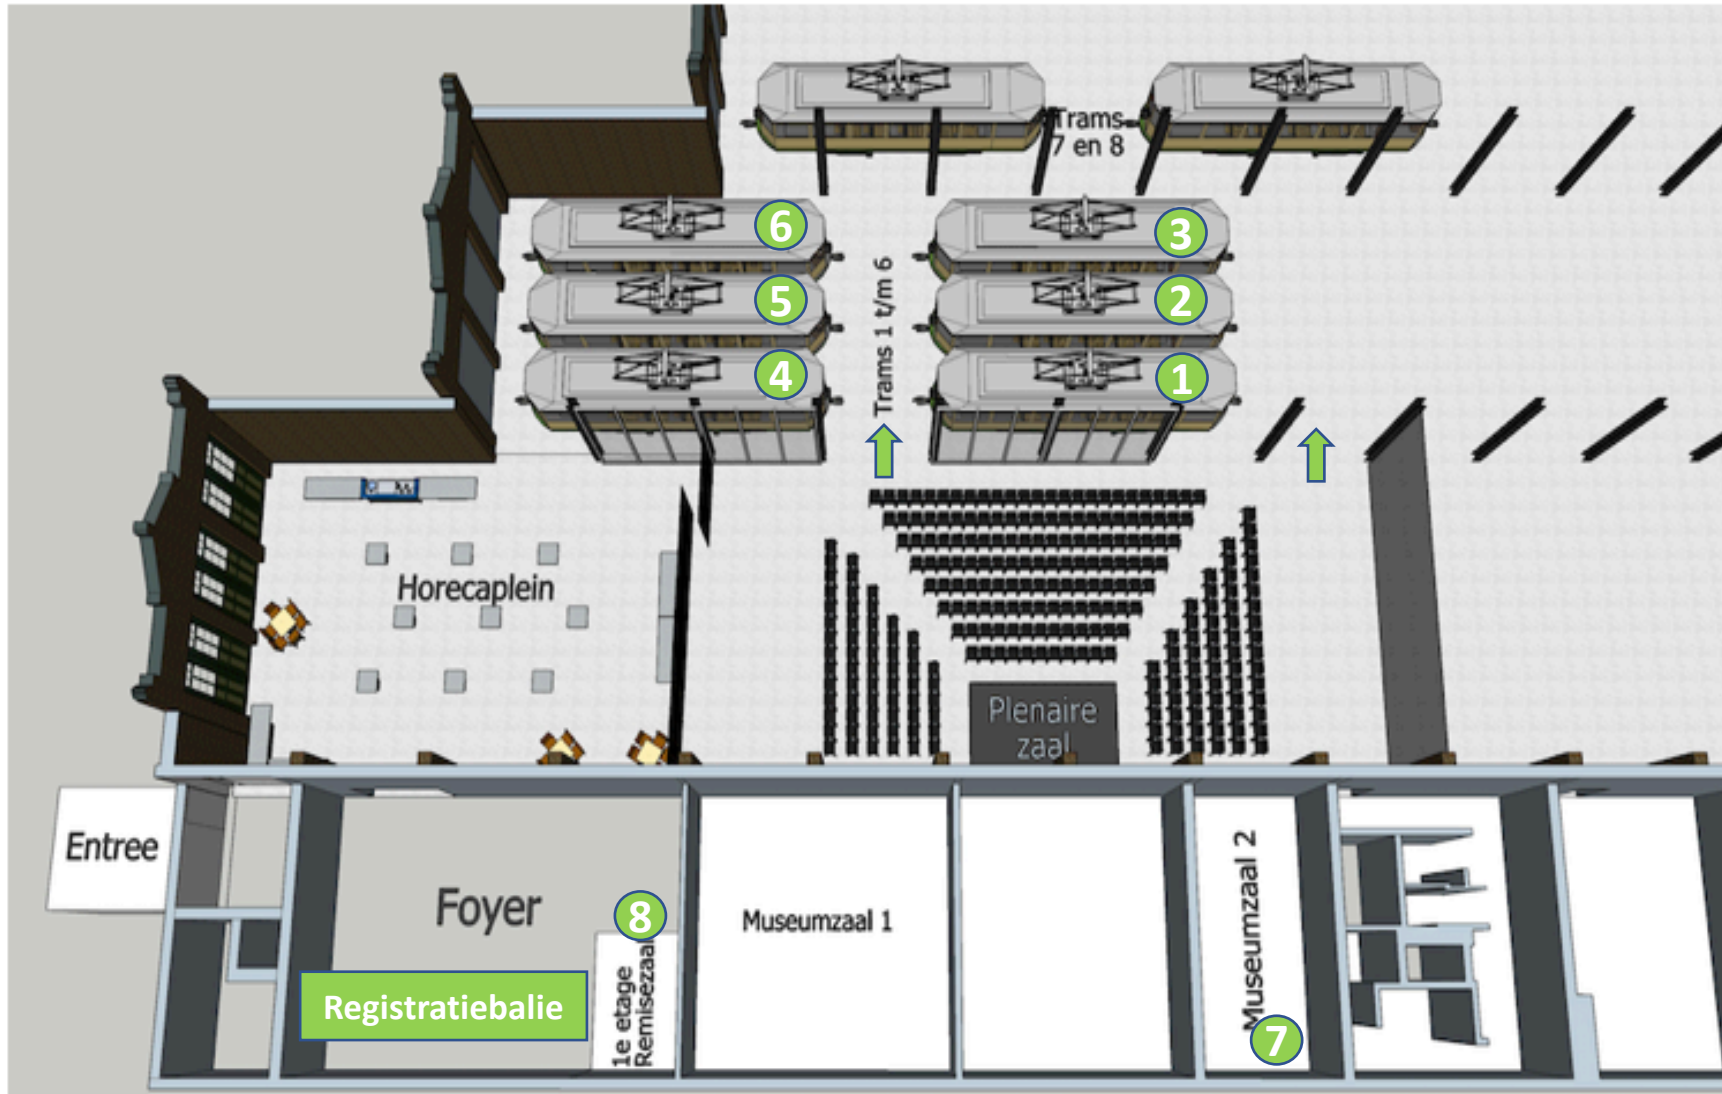 Trams
7 en 8
6
3
5
2
4
1
Trams 1 t/m 6
Horecaplein
Plenaire
zaal
Entree
Foyer
8
1e etage
Remisezaal
Registratiebalie
Museumzaal 1
Museumzaal 2
7